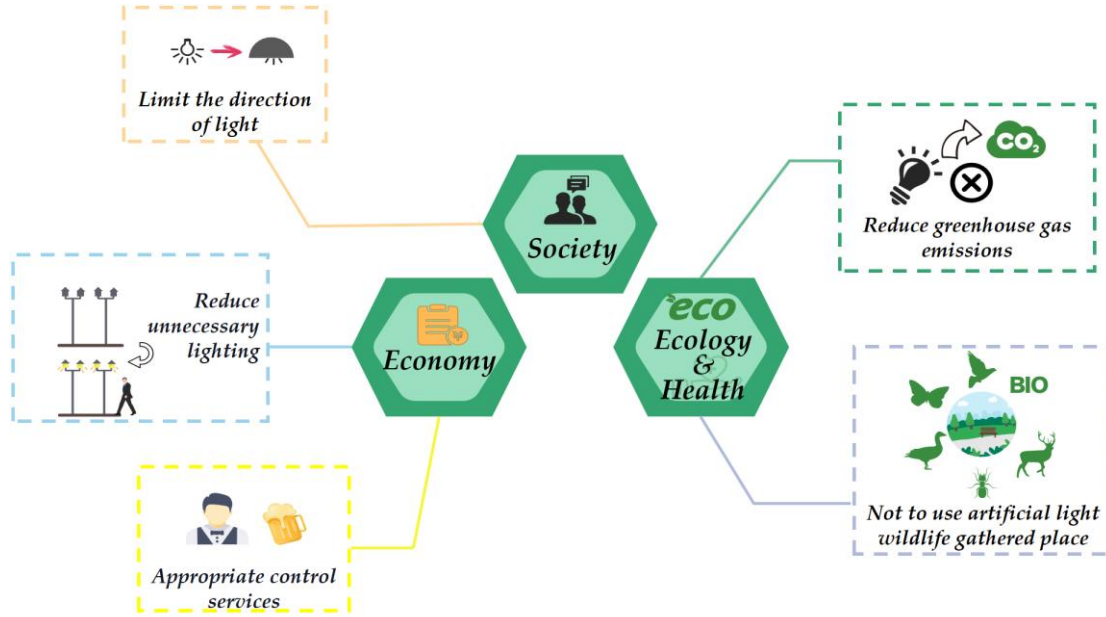 Limit the direction
of light
Society
CO2
Reduce greenhouse gas
emissions
Reduce
unnecessary
lighting
Economy
eco
Ecology
&
Health
BIO
Not to use artificial light
wildlife gathered place
Appropriate control
services